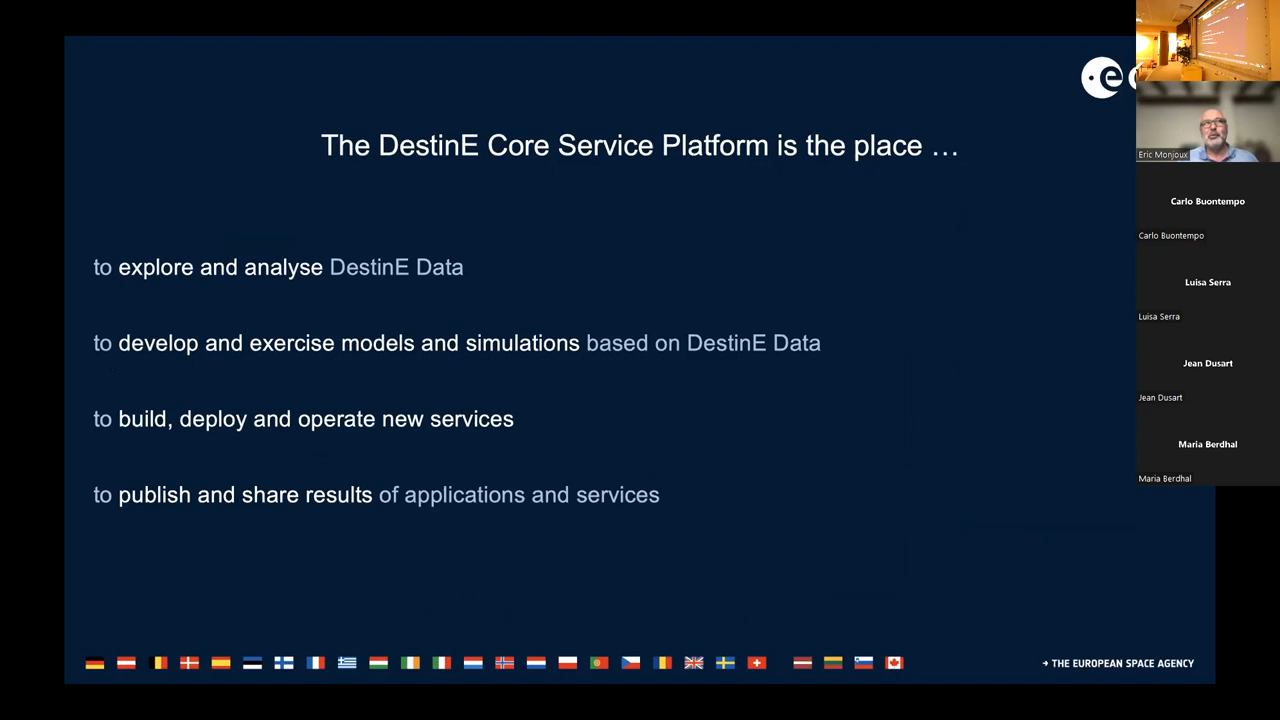 The DestinE Core Service Platform is the place …
to explore and analyse DestinE Data
to develop and exercise models and simulations based on DestinE Data
to build, deploy and operate new services
to publish and share results of applications and services
→ THE EUROPEAN SPACE AGENCY
Eric Monjoux
Carlo Buontempo
Carlo Buontempo
Luisa Serra
Luisa Serra
Jean Dusart
Jean Dusart
Maria Berdhal
Maria Berdhal